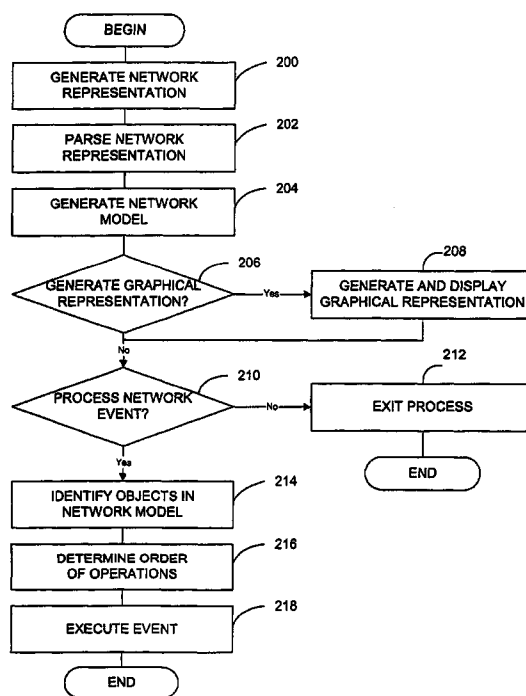 BEGIN
200
GENERATE NETWORK
REPRESENTATION
202
PARSE NETWORK
REPRESENTATION
204
GENERATE NETWORK
MODEL
206
GENERATE GRAPHICAL
REPRESENTATION?
Yes
208
GENERATE AND DISPLAY
GRAPHICAL REPRESENTATION
No
210
PROCESS NETWORK
EVENT?
No
212
EXIT PROCESS
END
Yes
214
IDENTIFY OBJECTS IN
NETWORK MODEL
216
DETERMINE ORDER
OF OPERATIONS
218
EXECUTE EVENT
END